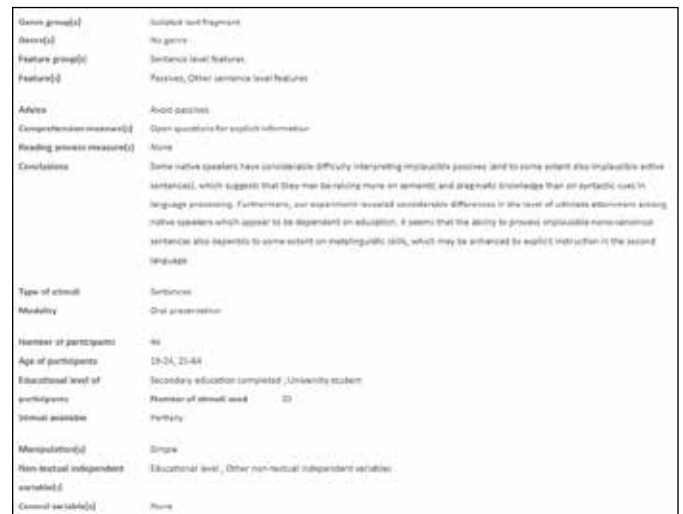 Genre group(s) Isolated text fragment
Genre(s) No genre
Feature group(s) Sentence level features
Feature(s) Passives, Other sentence level features
Advice Avoid passives
Comprehension measure(s) Open questions for explicit information
Reading process measure(s) None
Conclusions Some native speakers have considerable difficulty interpreting implausible passives (and to some extent also implausible active
sentences), which suggests that they may be relying more on semantic and pragmatic knowledge than on syntactic cues in
language processing. Furthermore, our experiment revealed considerable differences in the level of ultimate attainment among
native speakers which appear to be dependent on education. It seems that the ability to process implausible noncanonical
sentences also depends to some extent on metalinguistic skills, which may be enhanced by explicit instruction in the second
language
Type of stimuli Sentences
Modality Oral presentation
Number of participants
Age of participants 19-24, 25-64
Educational level of Secondary education completed , University student
participants Number of stimuli used
Stimuli available Partially
Manipulation(s) Simple
Non-textual independent Educational level , Other non-textual independent variables
variable(s)
Control variable(s) None